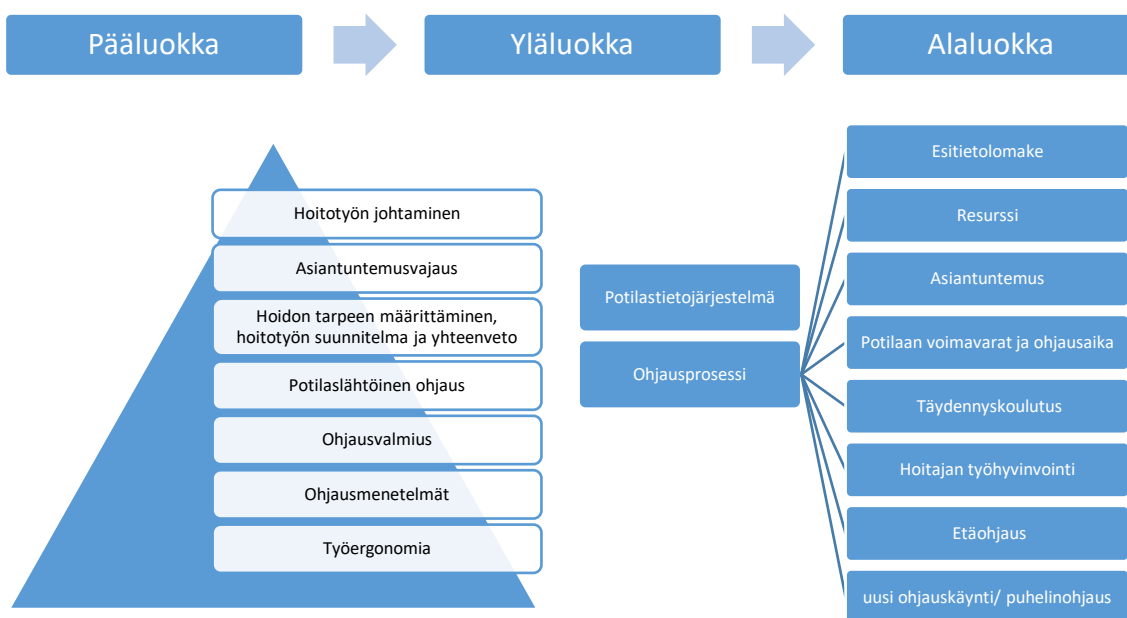 Pääluokka
Yläluokka
Alaluokka
Hoitotyön johtaminen
Asiantuntemusvajaus
Hoidon tarpeen määrittäminen,
hoitotyön suunnitelma ja yhteenveto
Potilaslähtöinen ohjaus
Ohjausvalmius
Ohjausmenetelmät
Työergonomia
Potilastietojärjestelmä
Ohjausprosessi
Esitietolomake
Resurssi
Asiantuntemus
Potilaan voimavarat ja ohjausaika
Täydennyskoulutus
Hoitajan työhyvinvointi
Etäohjaus
uusi ohjauskäynti/ puhelinohjaus